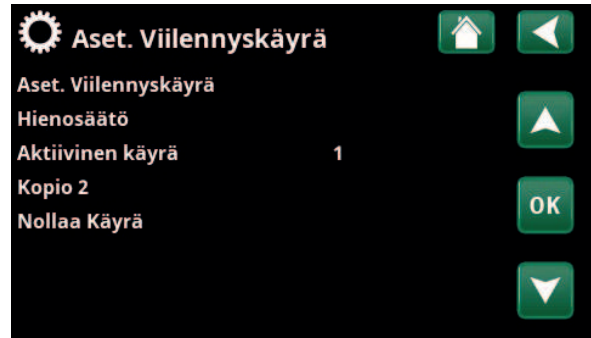 Aset. Viilennyskäyrä
Aset. Viilennyskäyrä
Hienosäätö
Aktiivinen käyrä 1
Kopio 2
Nollaa Käyrä
OK